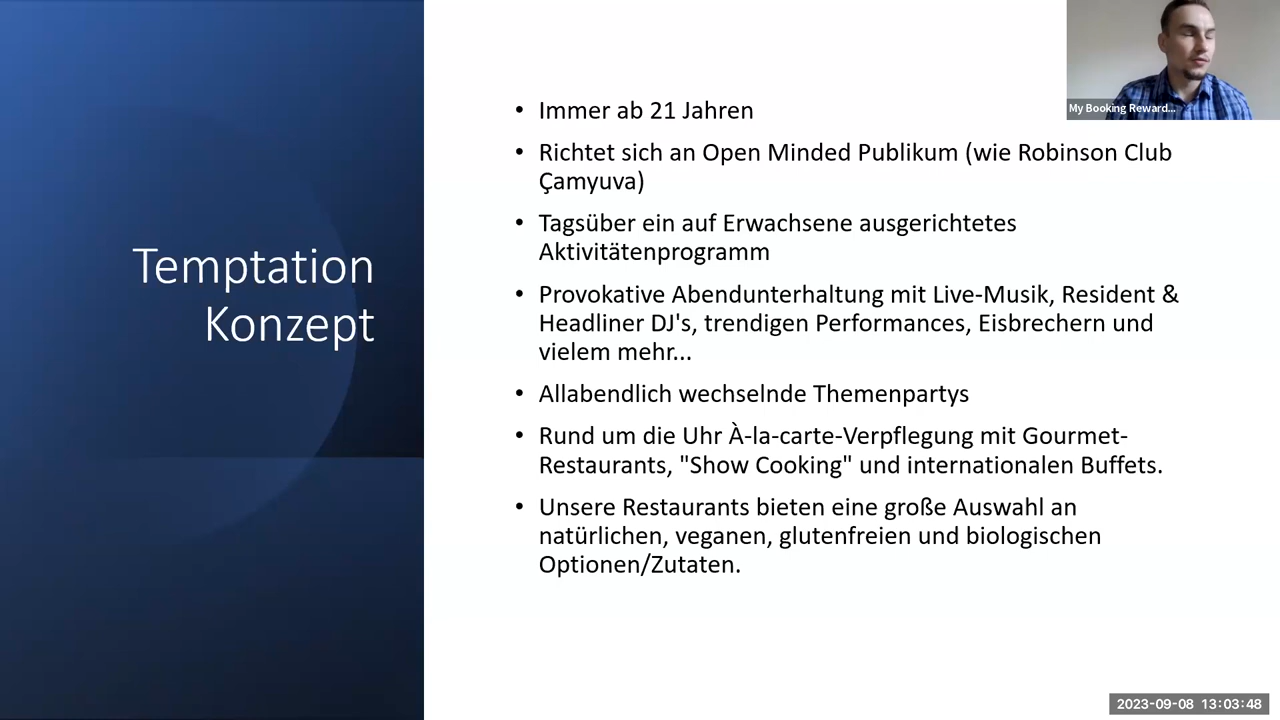 Temptation
Konzept
• Immer ab 21 Jahren
• Richtet sich an Open Minded Publikum (wie Robinson Club
Çamyuva)
• Tagsüber ein auf Erwachsene ausgerichtetes
Aktivitätenprogramm
• Provokative Abendunterhaltung mit Live-Musik, Resident &
Headliner DJ's, trendigen Performances, Eisbrechern und
vielem mehr...
• Allabendlich wechselnde Themenpartys
• Rund um die Uhr À-la-carte-Verpflegung mit Gourmet-
Restaurants, "Show Cooking" und internationalen Buffets.
• Unsere Restaurants bieten eine große Auswahl an
natürlichen, veganen, glutenfreien und biologischen
Optionen/Zutaten.
My Booking Reward...
2023-09-08 13:03:48